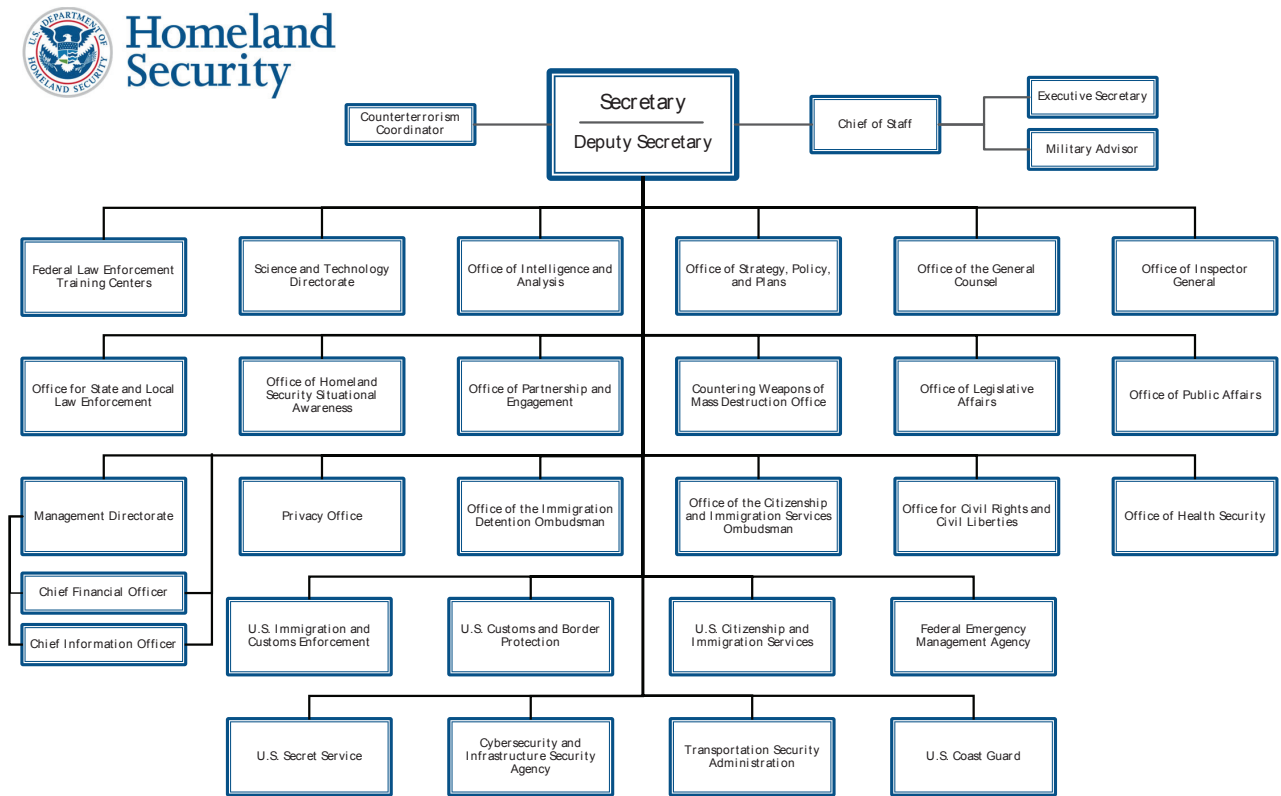 U.S. DEPARTMENT OF
HOMELAND SECURITY
Homeland
Security
Secretary
Deputy Secretary
Counterterrorism
Coordinator
Chief of Staff
Executive Secretary
Military Advisor
Federal Law Enforcement
Training Centers
Science and Technology
Directorate
Office of Intelligence and
Analysis
Office of Strategy, Policy,
and Plans
Office of the General
Counsel
Office of Inspector
General
Office for State and Local
Law Enforcement
Office of Homeland
Security Situational
Awareness
Office of Partnership and
Engagement
Countering Weapons of
Mass Destruction Office
Office of Legislative
Affairs
Office of Public Affairs
Management Directorate
Privacy Office
Office of the Immigration
Detention Ombudsman
Office of the Citizenship
and Immigration Services
Ombudsman
Office for Civil Rights and
Civil Liberties
Office of Health Security
Chief Financial Officer
Chief Information Officer
U.S. Immigration and
Customs Enforcement
U.S. Customs and Border
Protection
U.S. Citizenship and
Immigration Services
Federal Emergency
Management Agency
U.S. Secret Service
Cybersecurity and
Infrastructure Security
Agency
Transportation Security
Administration
U.S. Coast Guard